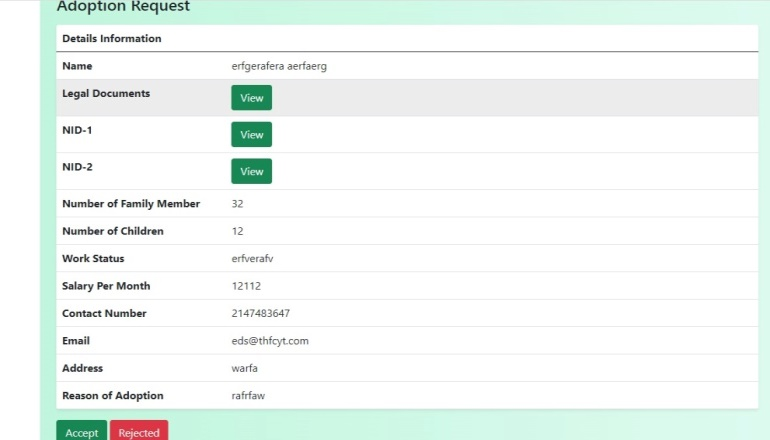 Adoption Request
Details Information
Name erfgerafera aerfaerg
Legal Documents View
NID-1 View
NID-2 View
Number of Family Member 32
Number of Children 12
Work Status erfverafv
Salary Per Month 12112
Contact Number 2147483647
Email eds@thfcyt.com
Address warfa
Reason of Adoption rafrfaw
Accept Rejected